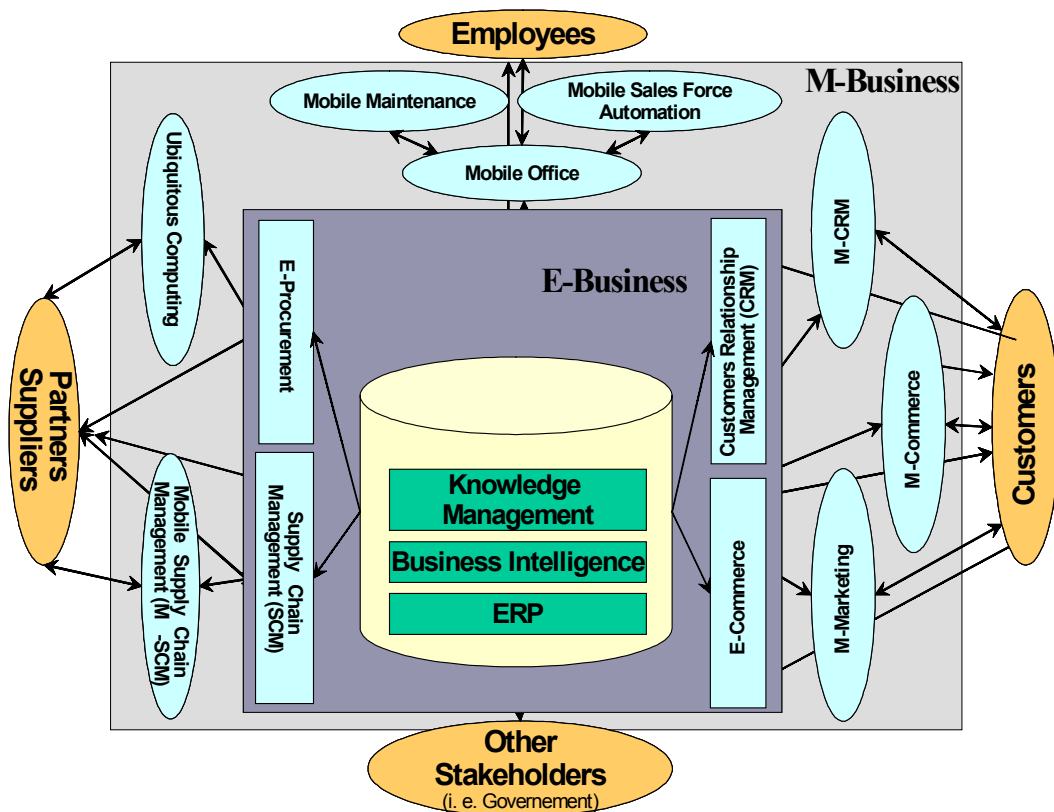 Employees
M-Business
Mobile Maintenance
Mobile Sales Force
Automation
Mobile Office
Ubiquitous Computing
E-Procurement
E-Business
Customers Relationship
Management (CRM)
M-CRM
Partners
Suppliers
Knowledge
Management
Business Intelligence
ERP
M-Commerce
Customers
Mobile Supply Chain
Management (M -SCM)
Supply Chain
Management (SCM)
E-Commerce
M-Marketing
Other
Stakeholders
(i. e. Governement)